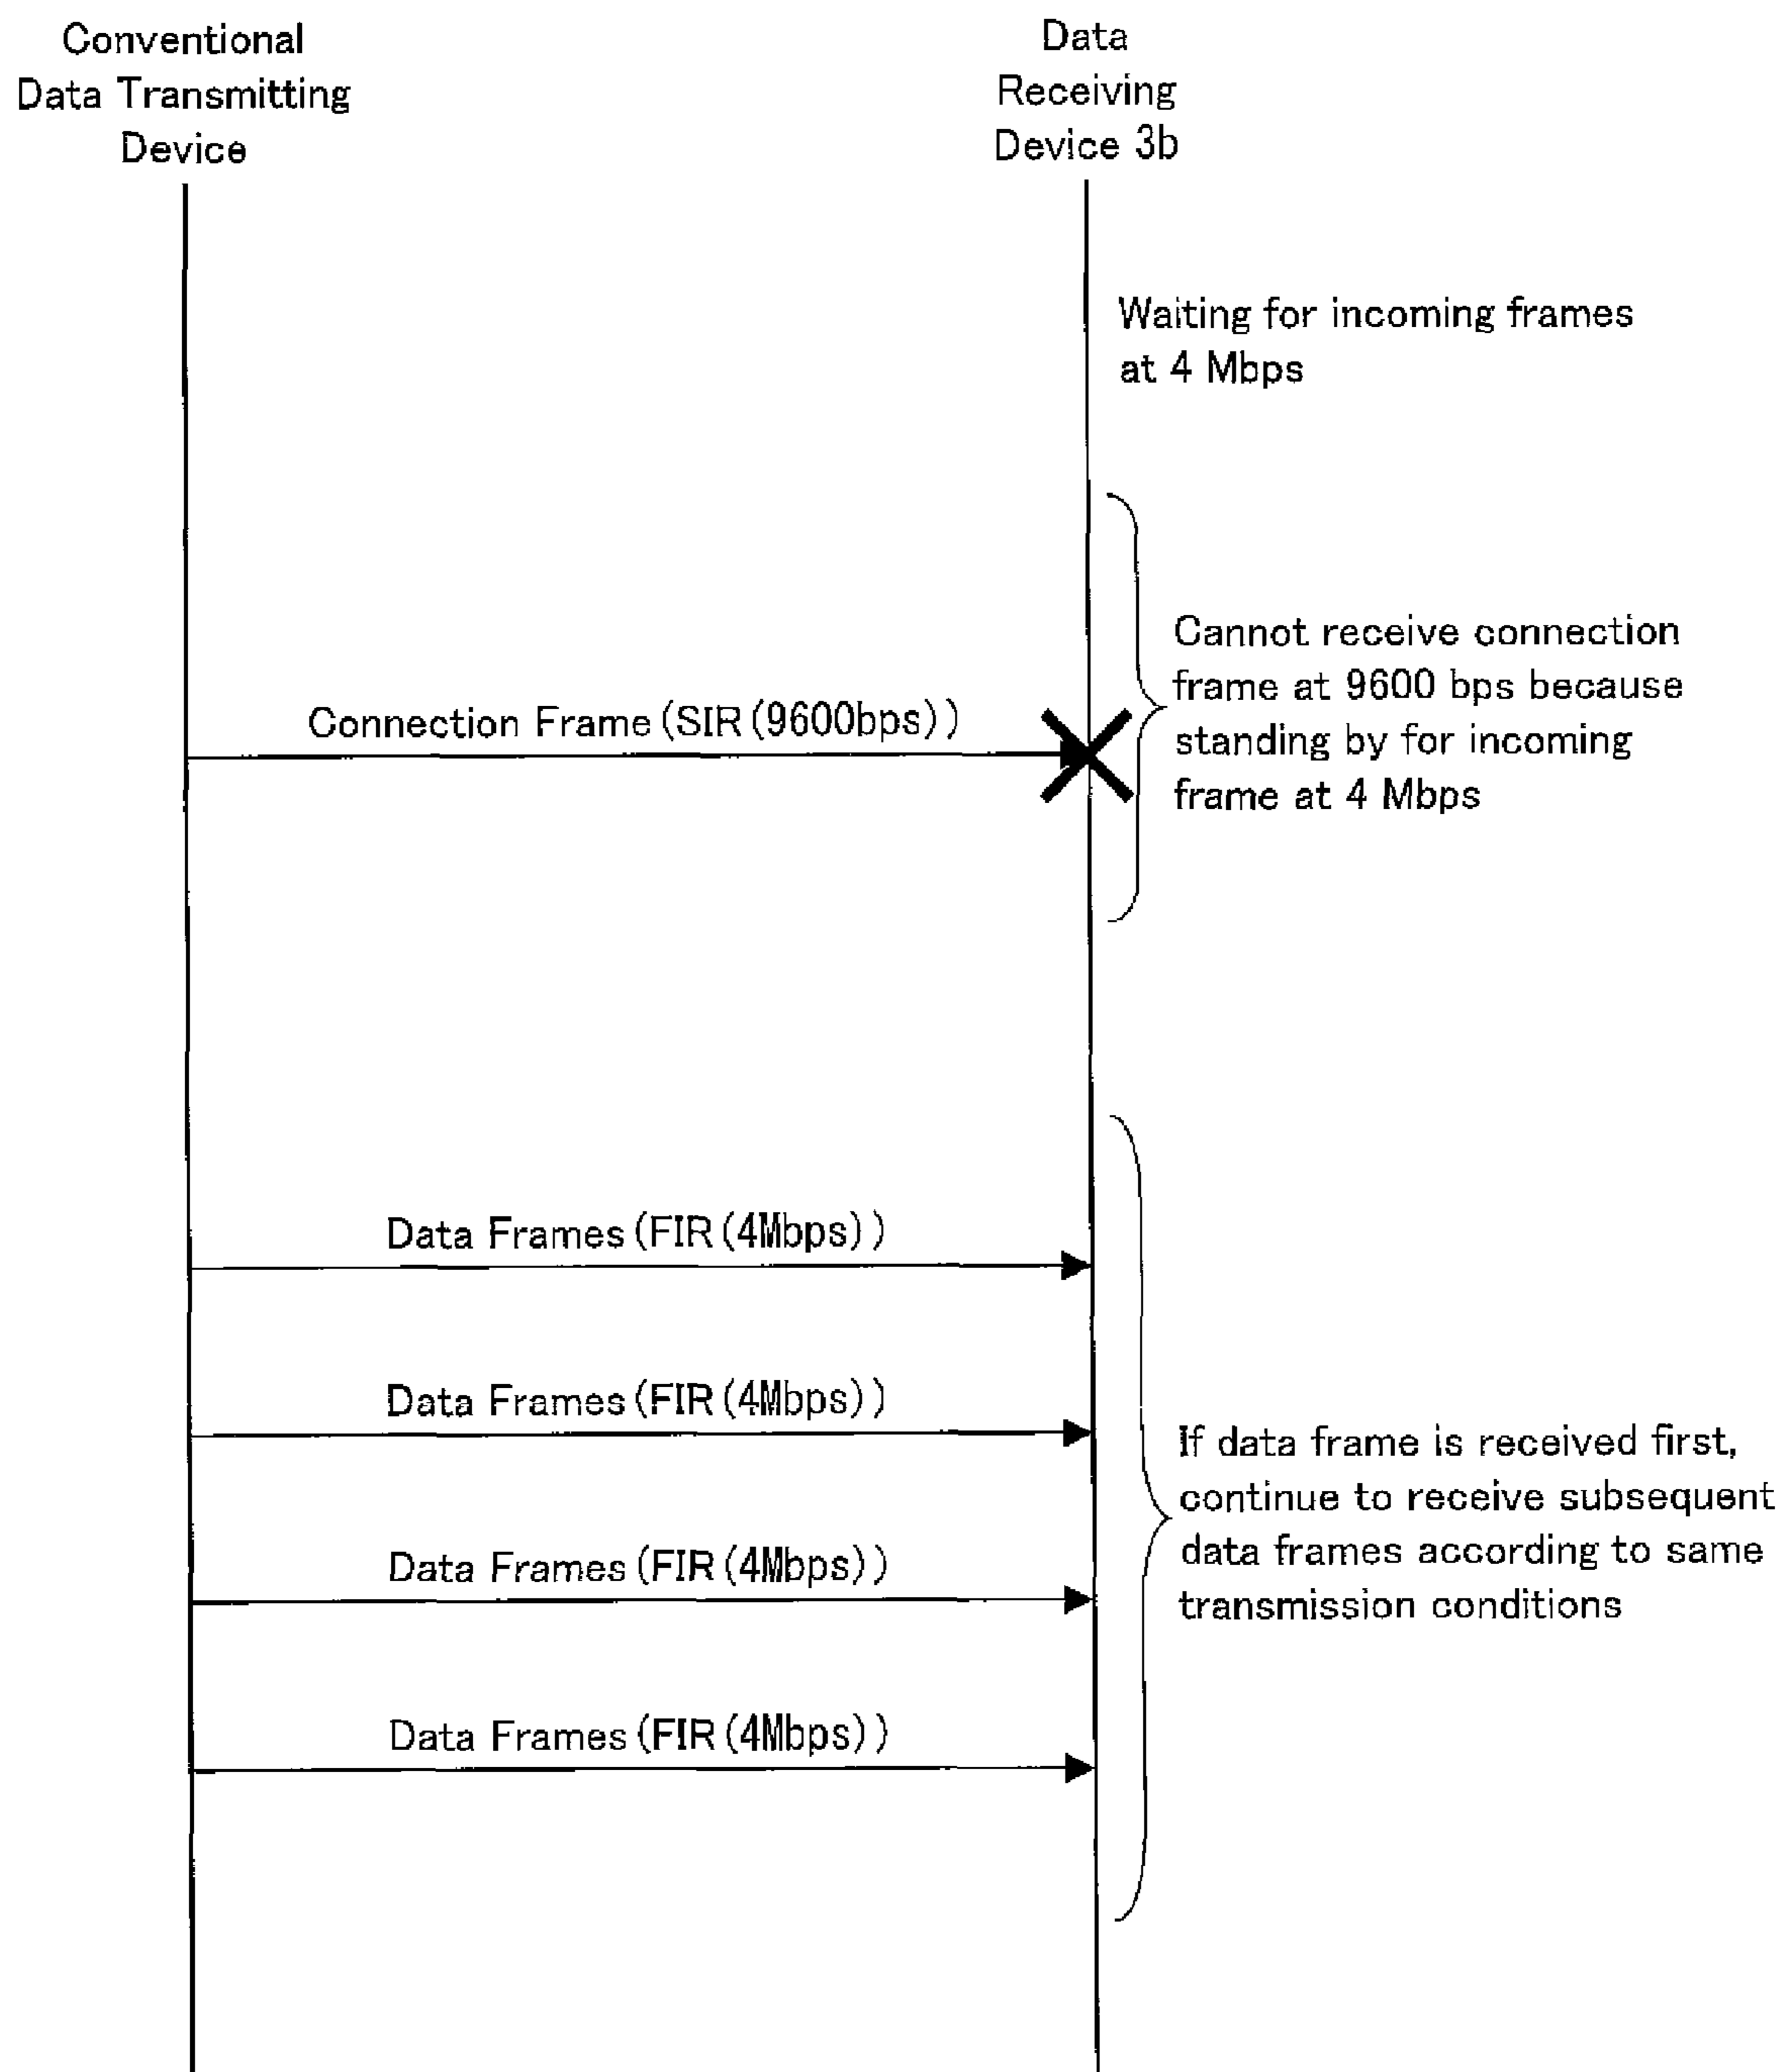 Conventional
Data Transmitting
Device
Data
Receiving
Device 3b
Waiting for incoming frames
at 4 Mbps
Connection Frame(SIR(9600bps))
Cannot receive connection
frame at 9600 bps because
standing by for incoming
frame at 4 Mbps
Data Frames(FIR(4Mbps))
Data Frames(FIR(4Mbps))
Data Frames(FIR(4Mbps))
Data Frames(FIR(4Mbps))
If data frame is received first,
continue to receive subsequent
data frames according to same
transmission conditions